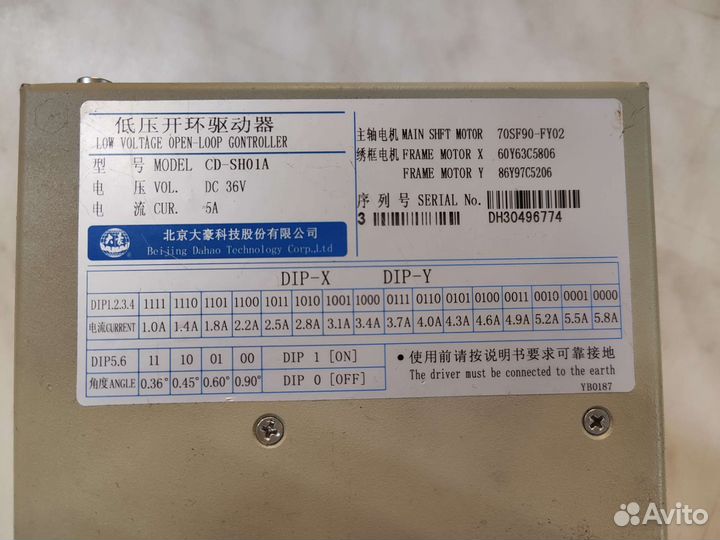 低压开环驱动器
LOW VOLTAGE OPEN-LOOP GONTROLLER
型 号 MODEL CD-SH01A
电 压 VOL. DC 36V
电 流 CUR. 5A
北京大豪科技股份有限公司
Beijing Dahao Technology Corp.,Ltd
主轴电机 MAIN SHFT MOTOR 70SF90-FY02
绣框电机 FRAME MOTOR X 60Y63C5806
FRAME MOTOR Y 86Y97C5206
序 列 号 SERIAL No.
3 DH30496774
DIP-X DIP-Y
DIP1.2.3.4 1111 1110 1101 1100 1011 1010 1001 1000 0111 0110 0101 0100 0011 0010 0001 0000
电流CURRENT 1.0A 1.4A 1.8A 2.2A 2.5A 2.8A 3.1A 3.4A 3.7A 4.0A 4.3A 4.6A 4.9A 5.2A 5.5A 5.8A
DIP5.6 11 10 01 00 DIP 1 [ON]
角度ANGLE 0.36° 0.45° 0.60° 0.90° DIP 0 [OFF]
• 使用前请按说明书要求可靠接地
The driver must be connected to the earth
YB0187
Avito